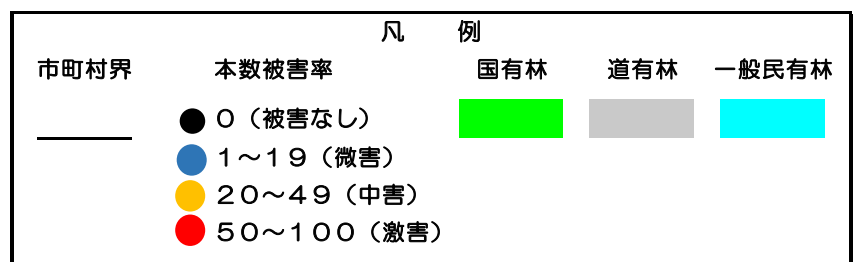 凡　例
市町村界　本数被害率　国有林　道有林　一般民有林
０（被害なし）
１～１９（微害）
２０～４９（中害）
５０～１００（激害）